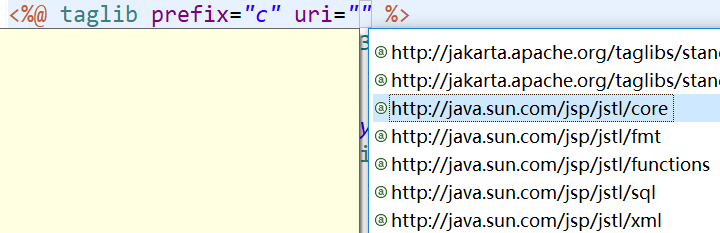 <%@ taglib prefix="c" uri="" %>
http://jakarta.apache.org/taglibs/stan
http://jakarta.apache.org/taglibs/stan
http://java.sun.com/jsp/jstl/core
http://java.sun.com/jsp/jstl/fmt
http://java.sun.com/jsp/jstl/functions
http://java.sun.com/jsp/jstl/sql
http://java.sun.com/jsp/jstl/xml